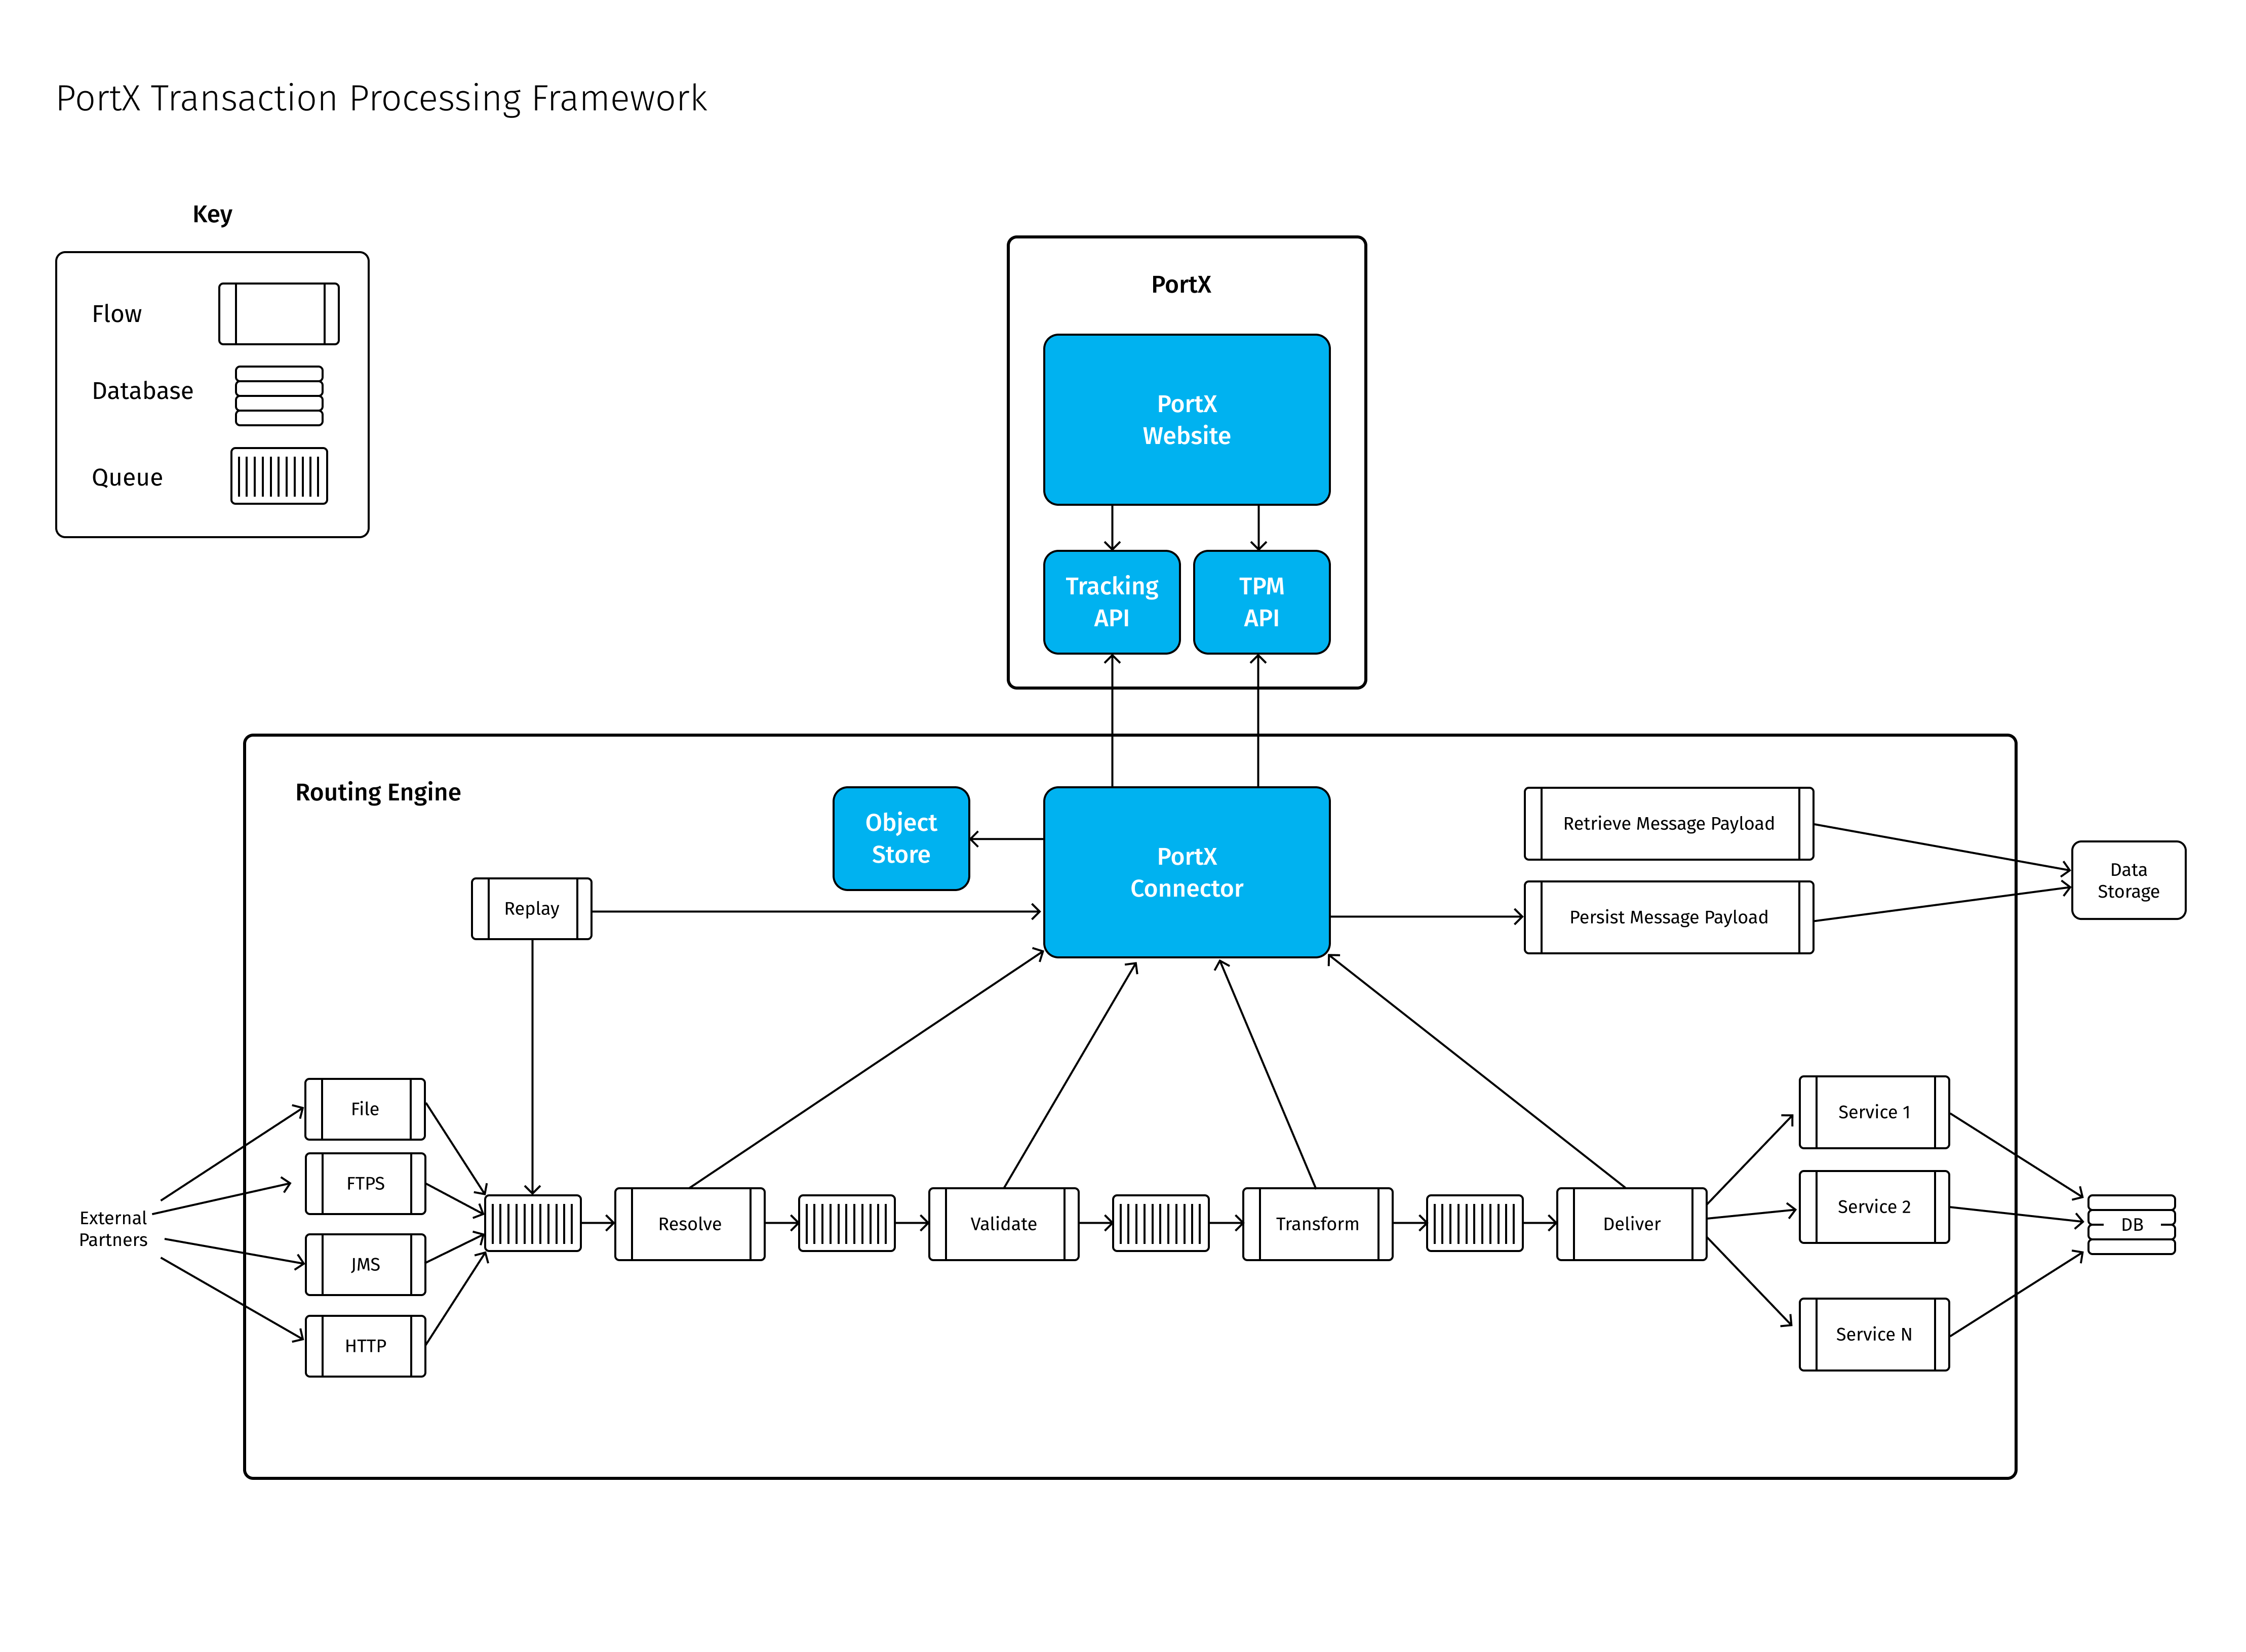 PortX Transaction Processing Framework
Key
Flow
Database
Queue
PortX
PortX
Website
Tracking
API
TPM
API
Routing Engine
Object
Store
PortX
Connector
Retrieve Message Payload
Persist Message Payload
Data
Storage
Replay
External
Partners
File
FTPS
JMS
HTTP
Resolve
Validate
Transform
Deliver
Service 1
Service 2
Service N
DB